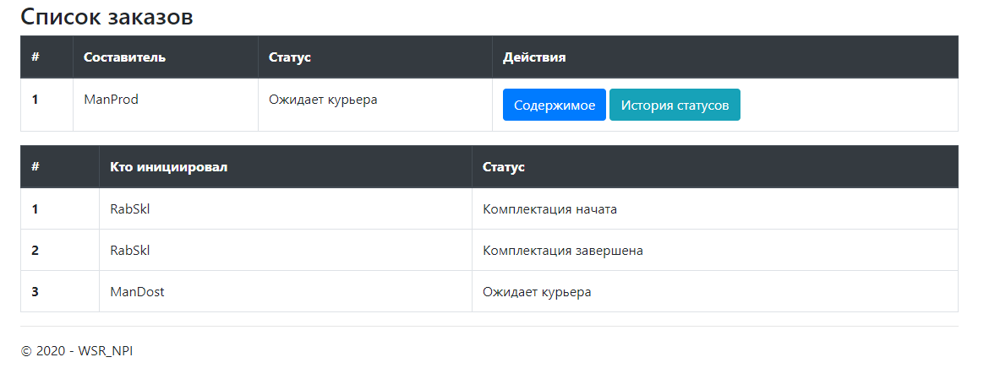 Список заказов
# Составитель Статус Действия
1 ManProd Ожидает курьера Содержимое История статусов
# Кто инициировал Статус
1 RabSkl Комплектация начата
2 RabSkl Комплектация завершена
3 ManDost Ожидает курьера
© 2020 - WSR_NPI